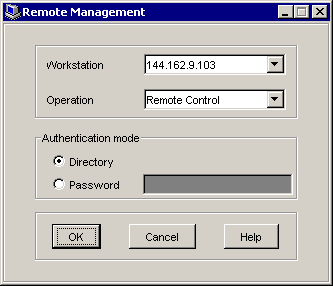 Remote Management
Workstation 144.162.9.103
Operation Remote Control
Authentication mode
Directory
Password
OK Cancel Help